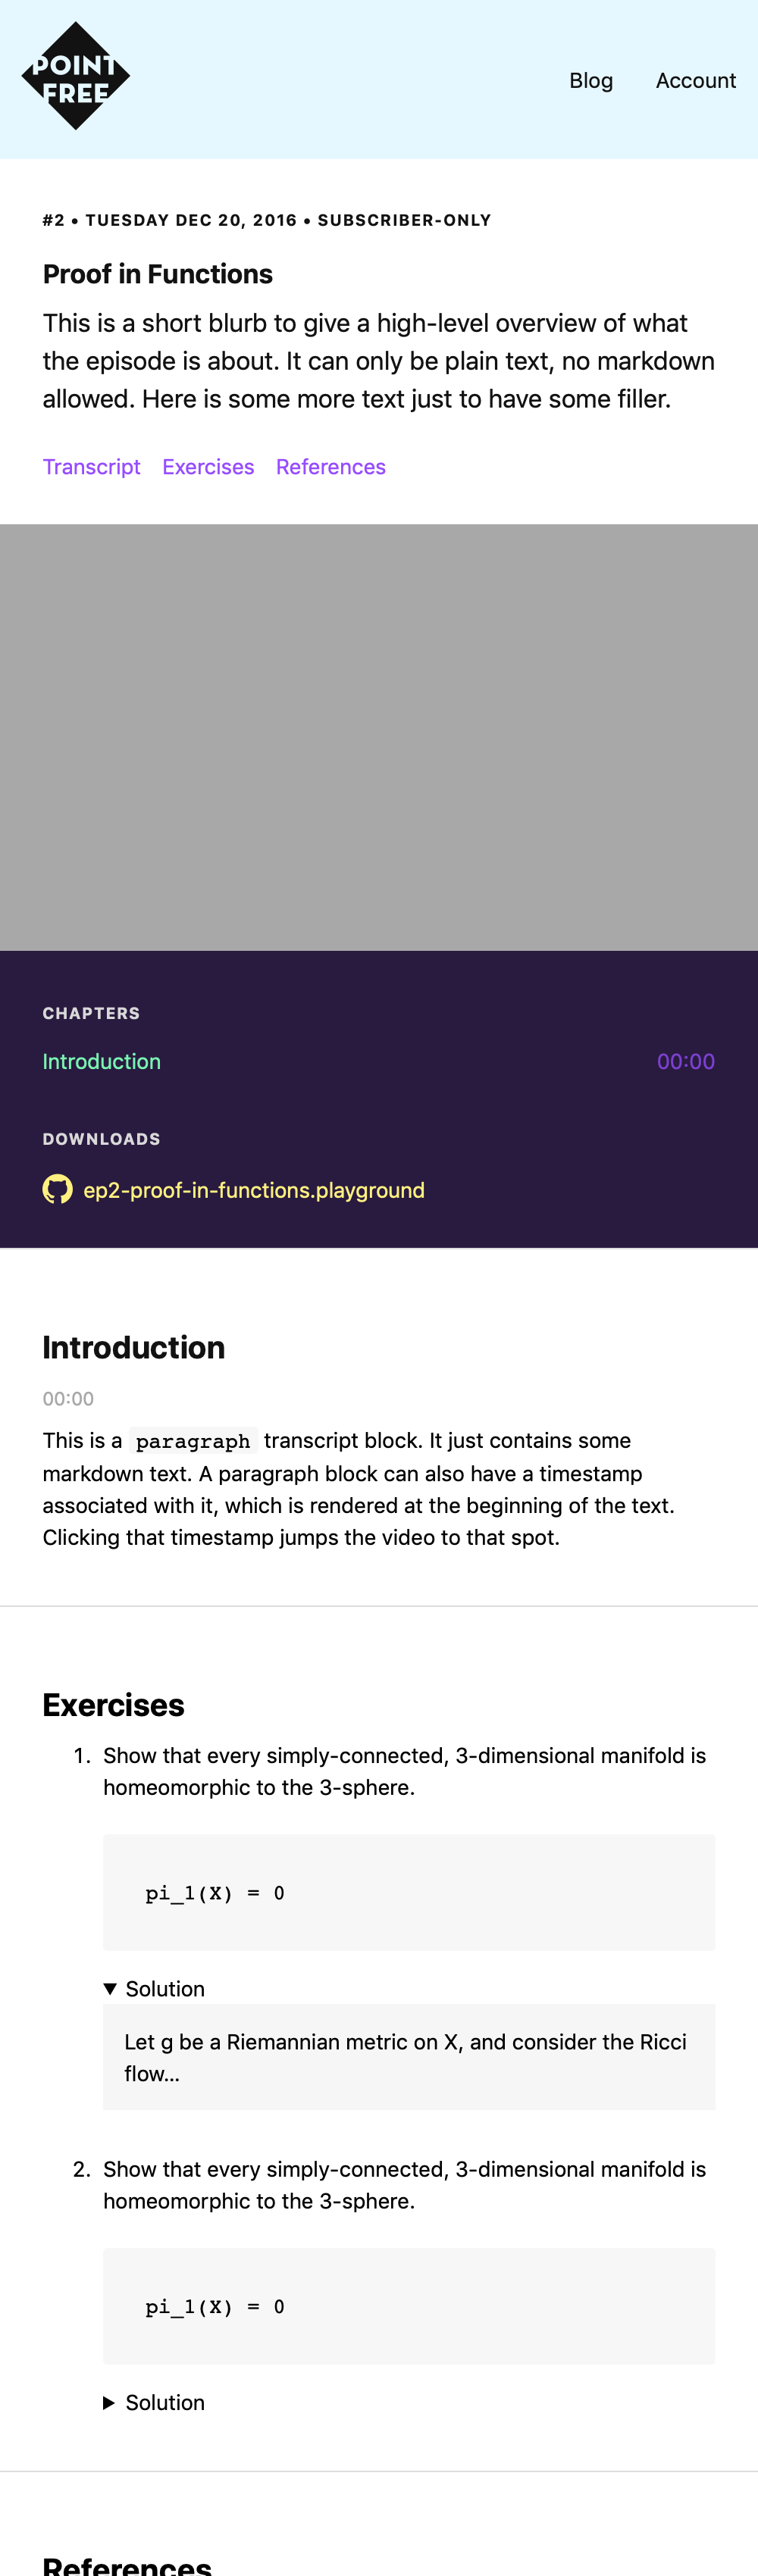 POINT
FREE
Blog Account
#2 • TUESDAY DEC 20, 2016 • SUBSCRIBER-ONLY
Proof in Functions
This is a short blurb to give a high-level overview of what
the episode is about. It can only be plain text, no markdown
allowed. Here is some more text just to have some filler.
Transcript Exercises References
CHAPTERS
Introduction 00:00
DOWNLOADS
ep2-proof-in-functions.playground
Introduction
00:00
This is a paragraph transcript block. It just contains some
markdown text. A paragraph block can also have a timestamp
associated with it, which is rendered at the beginning of the text.
Clicking that timestamp jumps the video to that spot.
Exercises
1. Show that every simply-connected, 3-dimensional manifold is
homeomorphic to the 3-sphere.
pi_1(X) = 0
▼ Solution
Let g be a Riemannian metric on X, and consider the Ricci
flow...
2. Show that every simply-connected, 3-dimensional manifold is
homeomorphic to the 3-sphere.
pi_1(X) = 0
▶ Solution
References